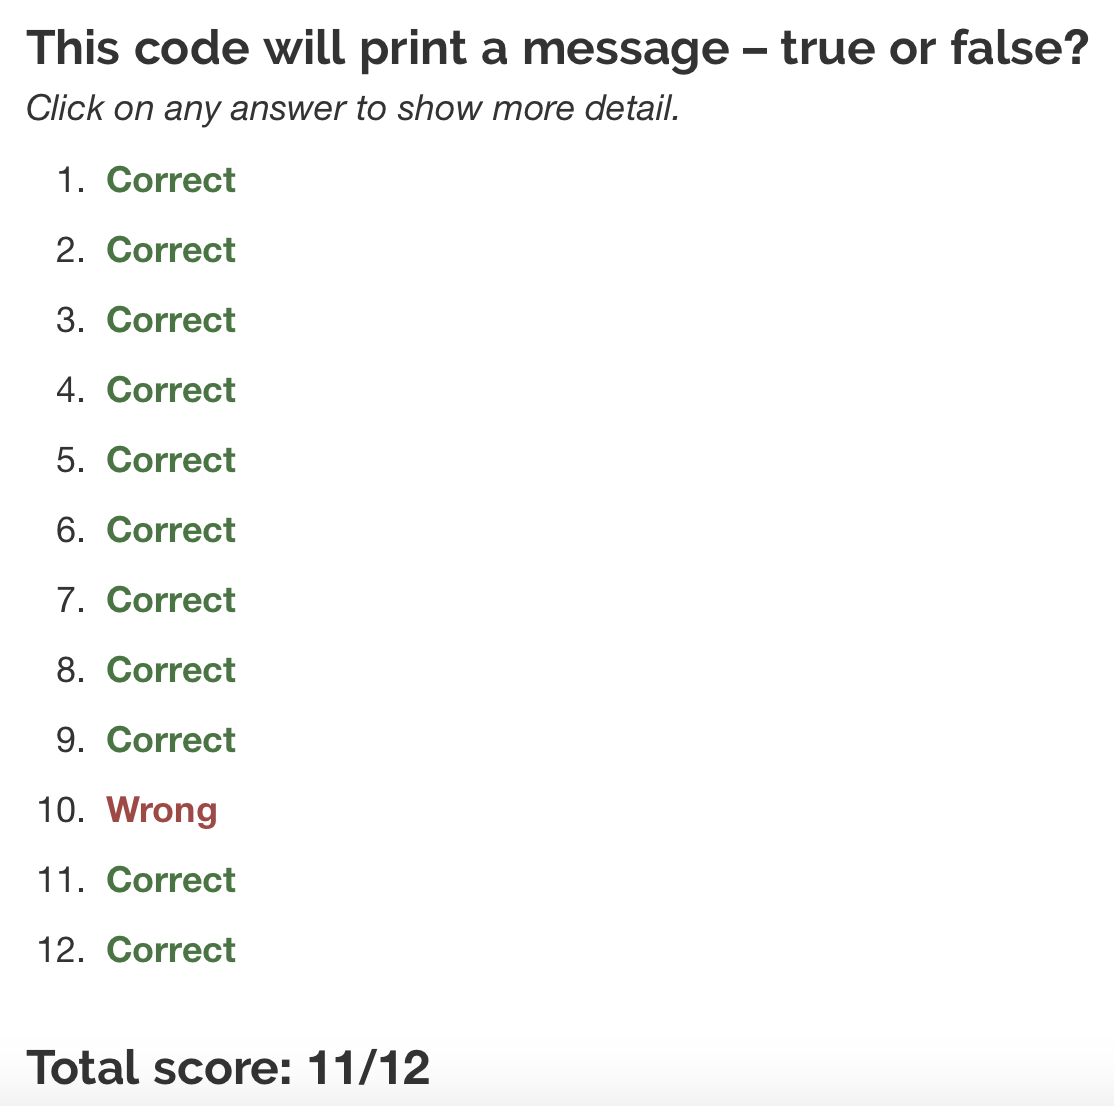 This code will print a message – true or false?
Click on any answer to show more detail.
1. Correct
2. Correct
3. Correct
4. Correct
5. Correct
6. Correct
7. Correct
8. Correct
9. Correct
10. Wrong
11. Correct
12. Correct
Total score: 11/12